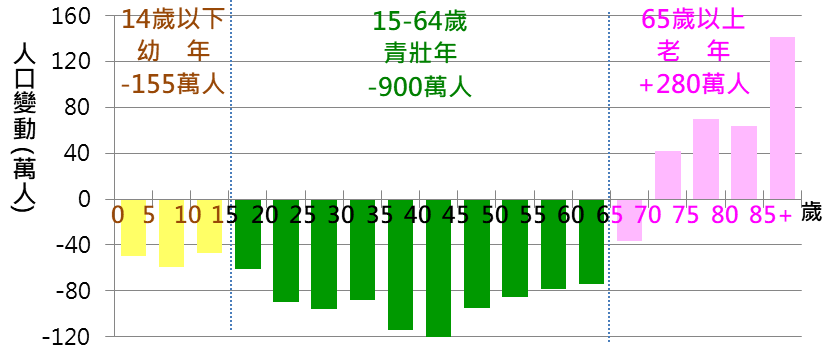 14歲以下
幼 年
-155萬人
15-64歲
青壯年
-900萬人
65歲以上
老 年
+280萬人
人口變動(萬人)
160
120
80
40
0
-40
-80
-120
0 5 10 15 20 25 30 35 40 45 50 55 60 65 70 75 80 85+ 歲